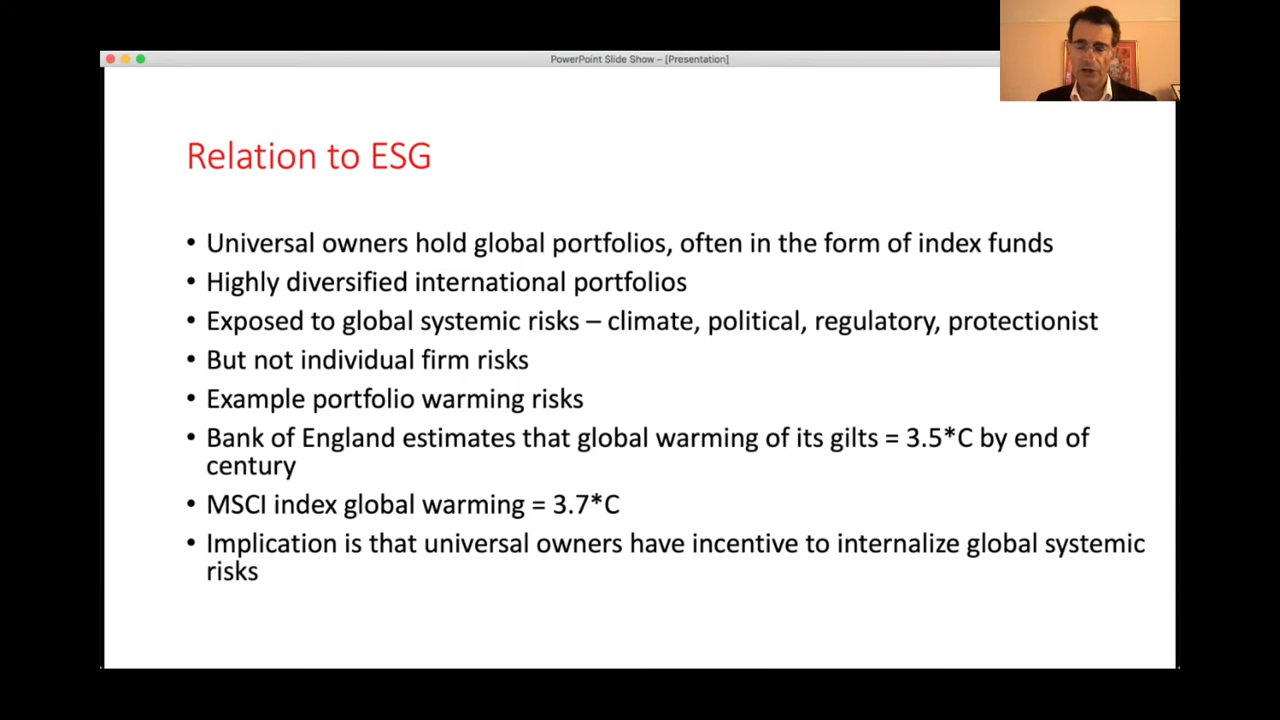 PowerPoint Slide Show – [Presentation]
Relation to ESG
• Universal owners hold global portfolios, often in the form of index funds
• Highly diversified international portfolios
• Exposed to global systemic risks – climate, political, regulatory, protectionist
• But not individual firm risks
• Example portfolio warming risks
• Bank of England estimates that global warming of its gilts = 3.5*C by end of
century
• MSCI index global warming = 3.7*C
• Implication is that universal owners have incentive to internalize global systemic
risks